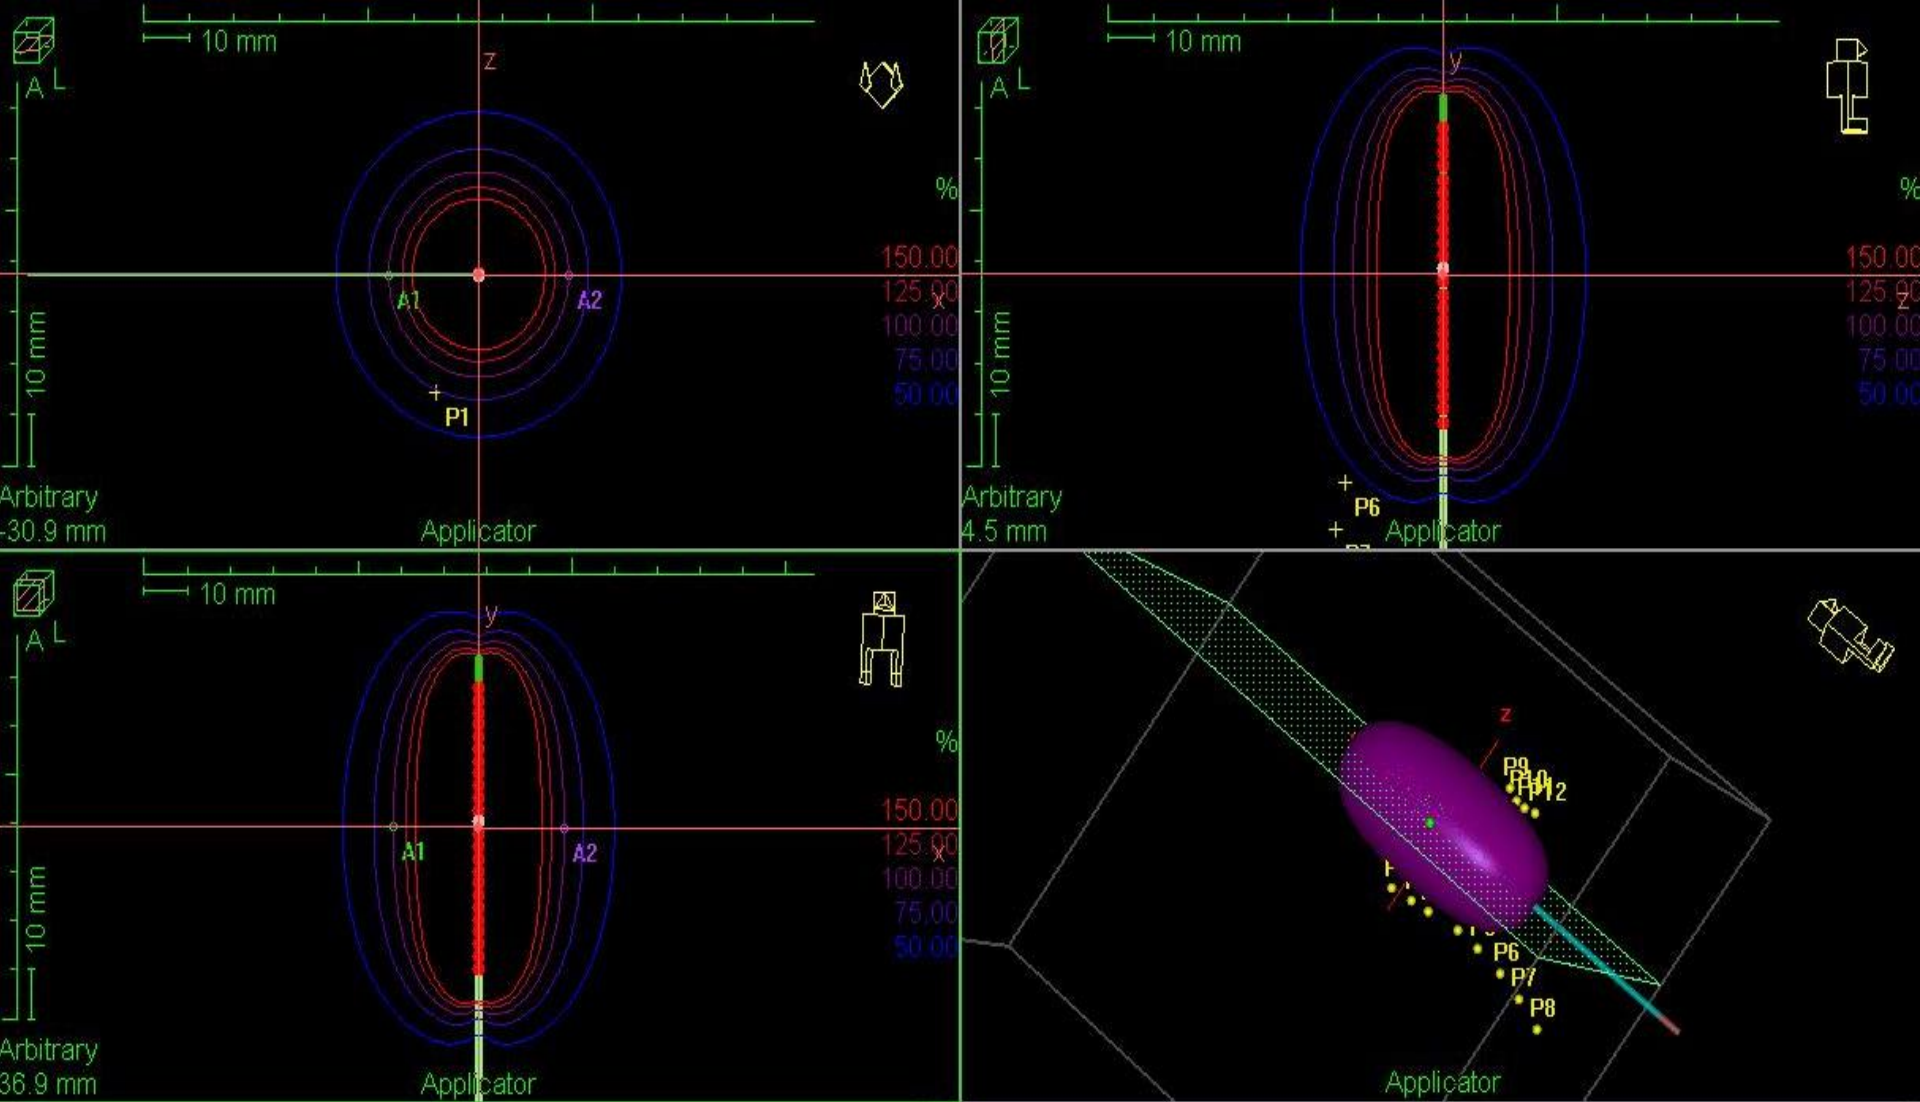 10 mm
z
A L
%
150.00
125.00
x
A1
A2
100.00
75.00
50.00
10 mm
P1
Arbitrary
-30.9 mm
Applicator
10 mm
y
A L
%
150.00
125.00
z
100.00
75.00
50.00
10 mm
P6
Arbitrary
4.5 mm
Applicator
10 mm
y
A L
%
150.00
125.00
x
A1
A2
100.00
75.00
50.00
10 mm
Arbitrary
36.9 mm
Applicator
z
P9
P12
P6
P7
P8
Applicator